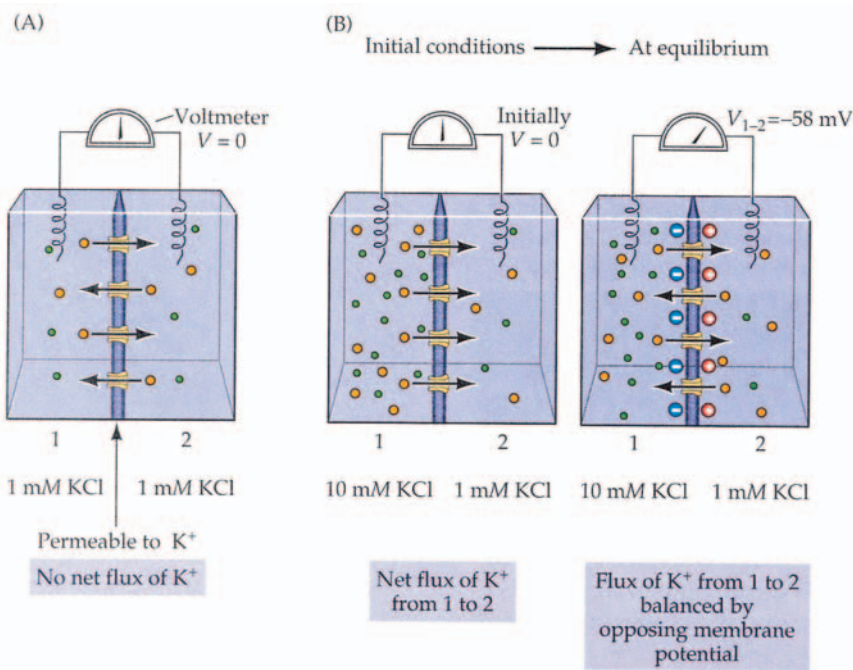 (A)
Voltmeter
V = 0
1
2
1 mM KCl
1 mM KCl
Permeable to K⁺
No net flux of K⁺
(B)
Initial conditions
At equilibrium
Initially
V = 0
1
2
10 mM KCl
1 mM KCl
Net flux of K⁺
from 1 to 2
V₁₋₂=–58 mV
1
2
10 mM KCl
1 mM KCl
Flux of K⁺ from 1 to 2
balanced by
opposing membrane
potential